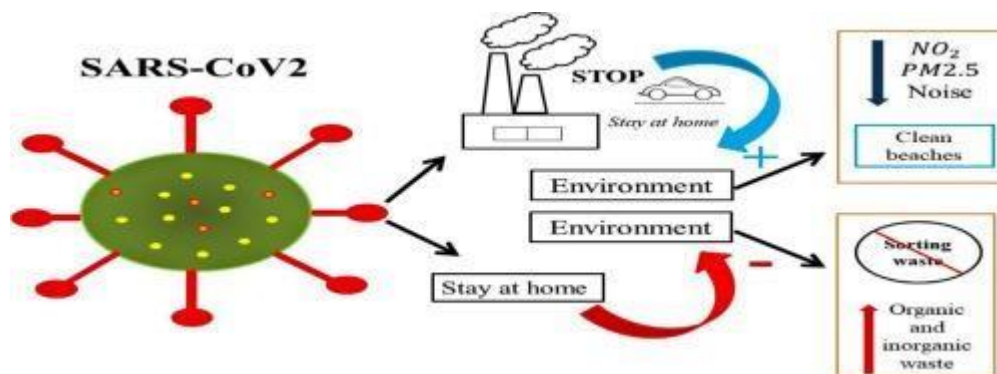 SARS-CoV2
STOP
Stay at home
+
Environment
Environment
-
Stay at home
NO₂
PM2.5
Noise
Clean
beaches
Sorting
waste
Organic
and
inorganic
waste